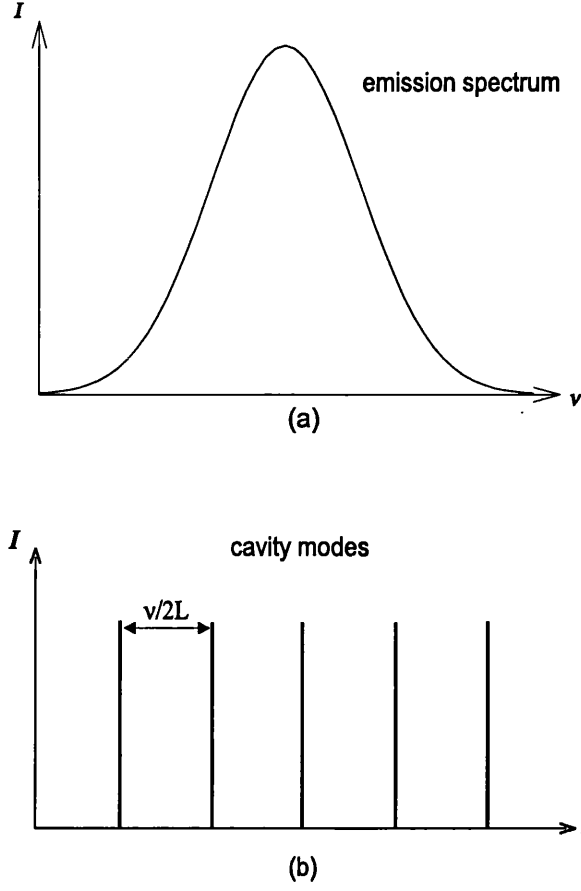 I
emission spectrum
ν
(a)
I
cavity modes
ν/2L
(b)